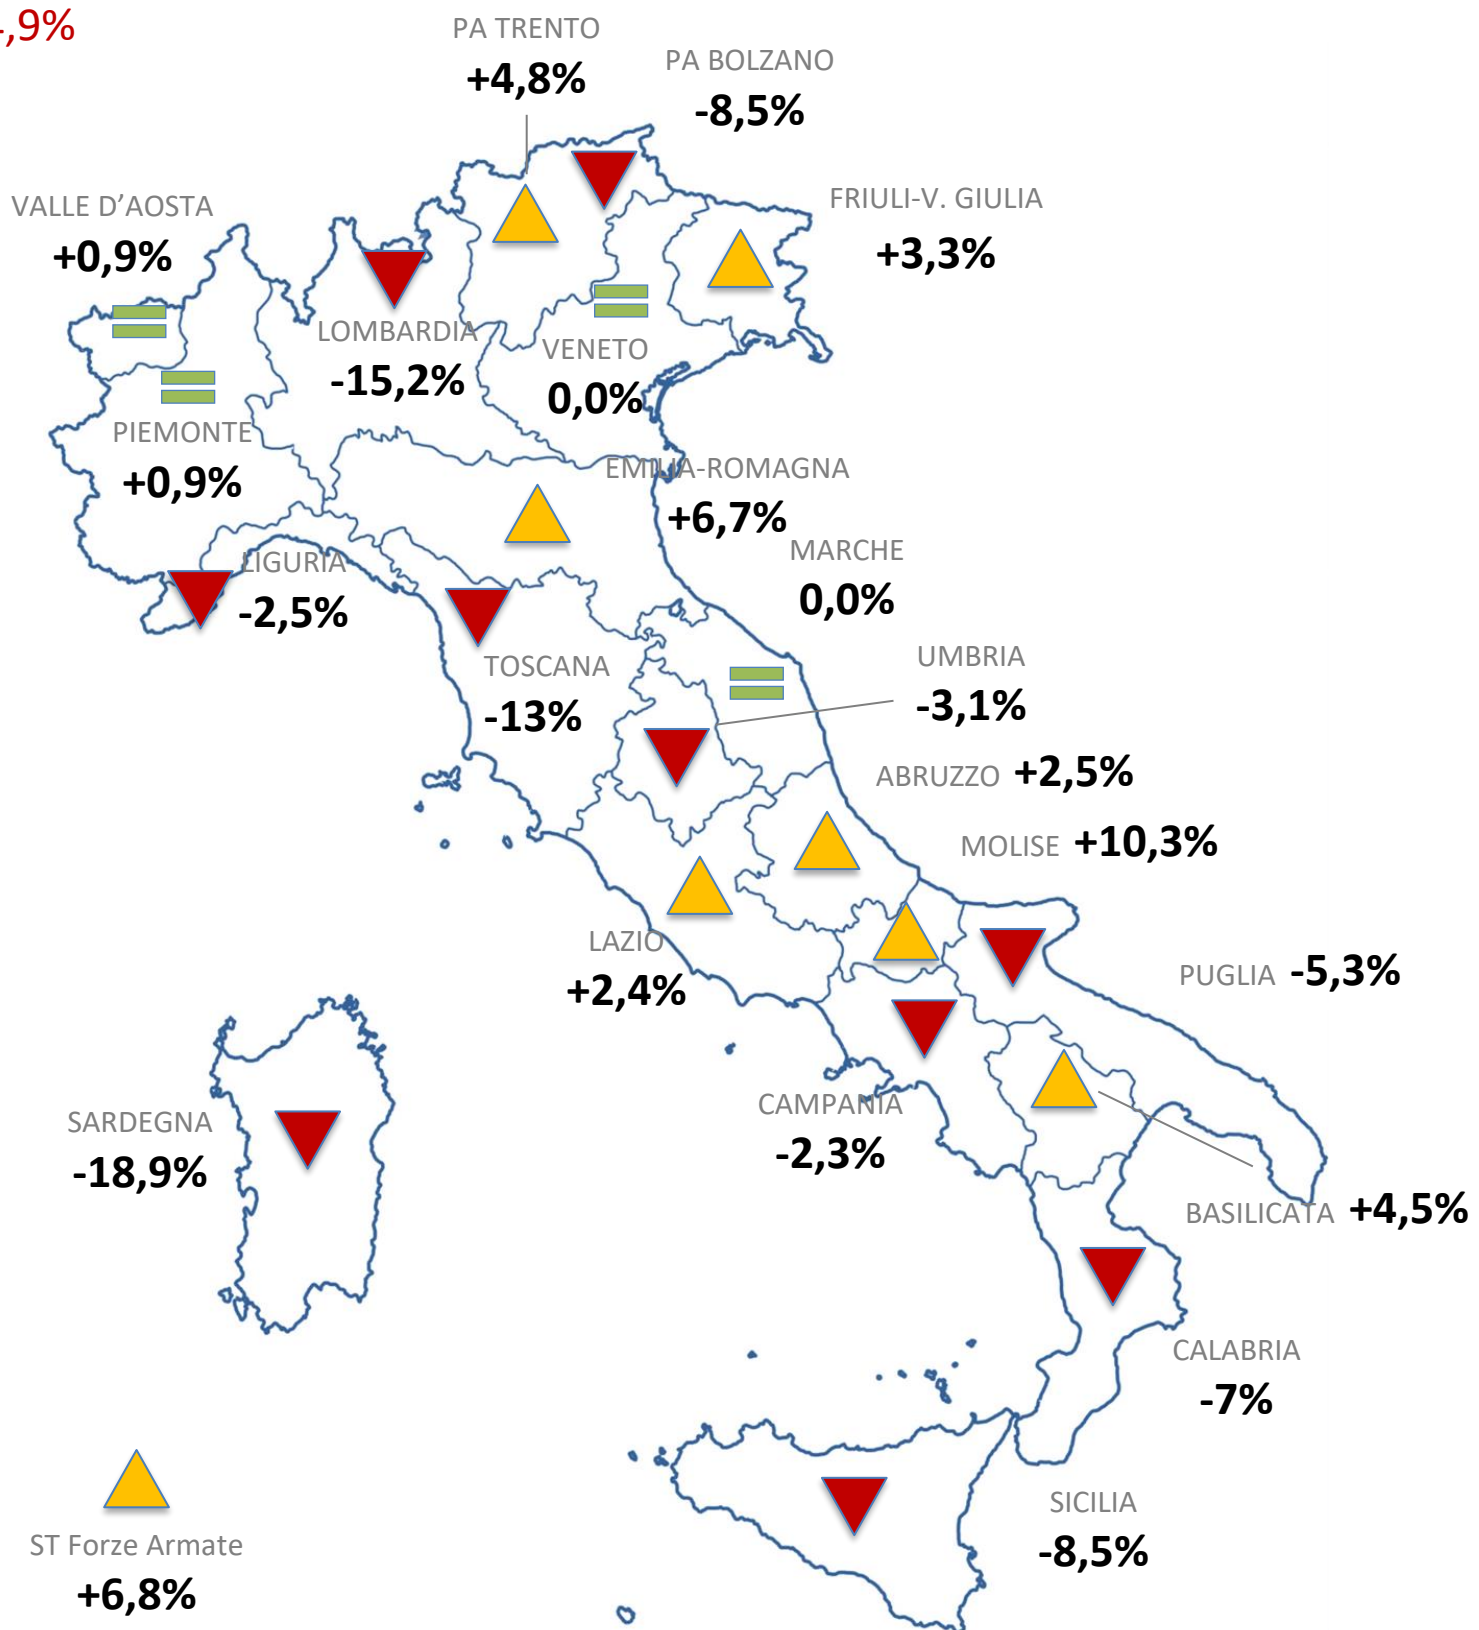 ,9%
PA TRENTO
+4,8%
PA BOLZANO
-8,5%
VALLE D’AOSTA
+0,9%
FRIULI-V. GIULIA
+3,3%
LOMBARDIA
-15,2%
VENETO
0,0%
PIEMONTE
+0,9%
EMILIA-ROMAGNA
+6,7%
MARCHE
0,0%
LIGURIA
-2,5%
TOSCANA
-13%
UMBRIA
-3,1%
ABRUZZO +2,5%
MOLISE +10,3%
LAZIO
+2,4%
PUGLIA -5,3%
CAMPANIA
-2,3%
SARDEGNA
-18,9%
BASILICATA +4,5%
CALABRIA
-7%
SICILIA
-8,5%
ST Forze Armate
+6,8%